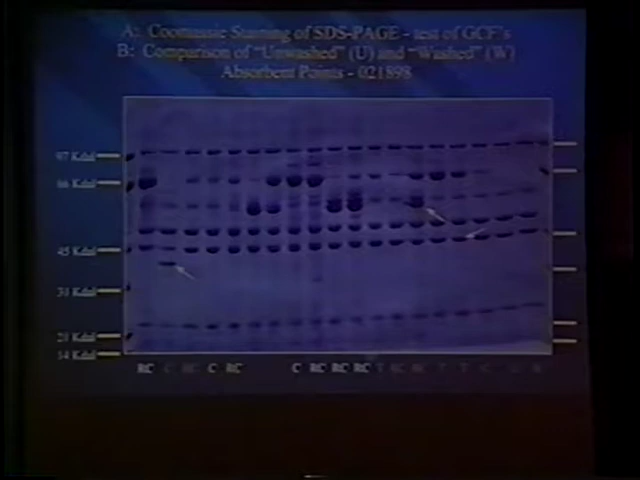 A: Coomassie Staining of SDS-PAGE - test of GCF's
B: Comparison of "Unwashed" (U) and "Washed" (W)
Absorbent Points - 021898
97 Kdal
66 Kdal
45 Kdal
31 Kdal
21 Kdal
14 Kdal
RC C RC C RC C RC RC RC